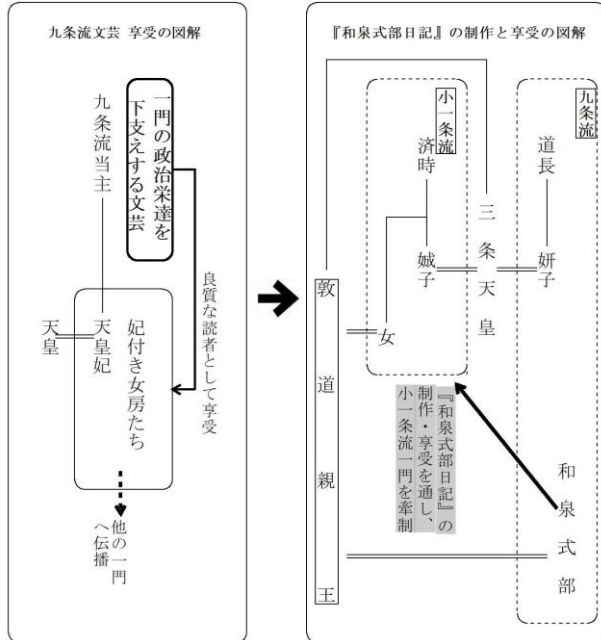 九条流文芸 享受の図解
一門の政治栄達を
下支えする文芸
九条流当主
良質な読者として享受
妃付き女房たち
天皇妃
天皇
他の一門
へ伝播
『和泉式部日記』の制作と享受の図解
九条流
道長
妍子
和泉式部
三条天皇
小一条流
済時
娍子
女
『和泉式部日記』の
制作・享受を通し、
小一条流一門を牽制
敦道親王